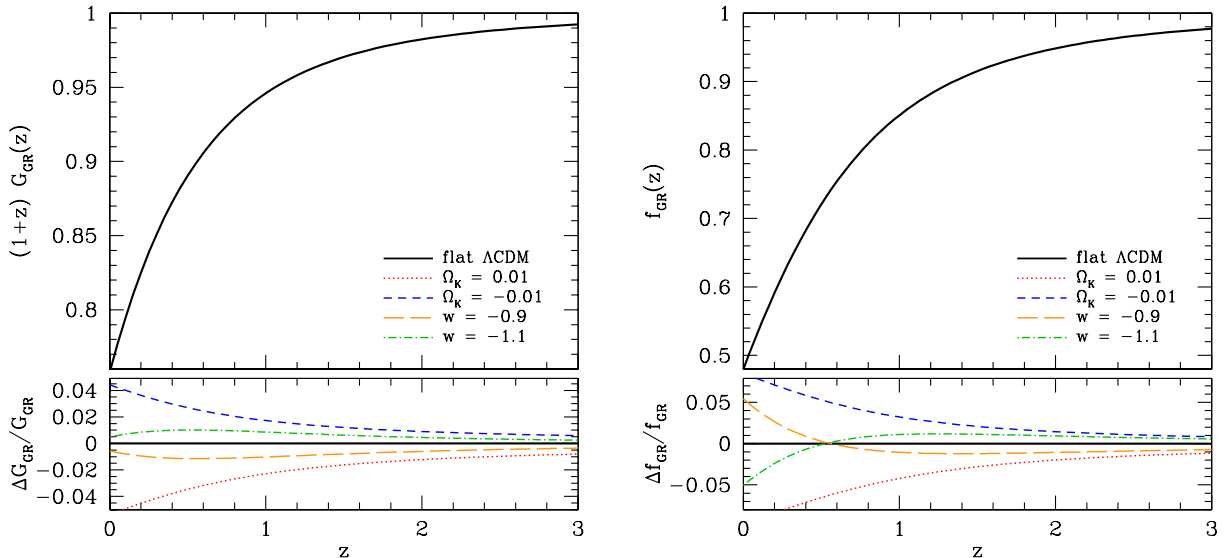 1
0.95
0.9
0.85
0.8
(1+z) G_GR(z)
flat ΛCDM
Ω_K = 0.01
Ω_K = −0.01
w = −0.9
w = −1.1
0.04
0.02
0
−0.02
−0.04
ΔG_GR/G_GR
0 1 2 3
z
1
0.9
0.8
0.7
0.6
0.5
f_GR(z)
flat ΛCDM
Ω_K = 0.01
Ω_K = −0.01
w = −0.9
w = −1.1
0.05
0
−0.05
Δf_GR/f_GR
0 1 2 3
z